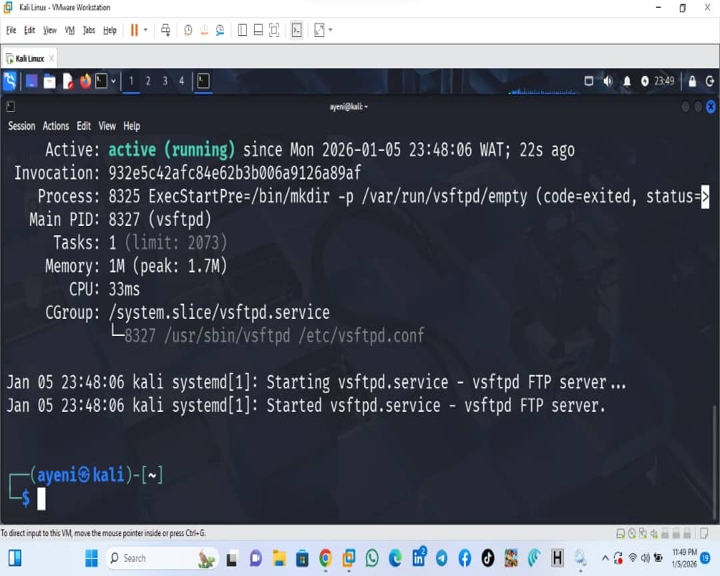 Kali Linux - VMware Workstation
File Edit View VM Tabs Help
Kali Linux
1 2 3 4
23:49
ayeni@kali: ~
Session Actions Edit View Help
Active: active (running) since Mon 2026-01-05 23:48:06 WAT; 22s ago
Invocation: 932e5c42afc84e62b3b006a9126a89af
Process: 8325 ExecStartPre=/bin/mkdir -p /var/run/vsftpd/empty (code=exited, status=>
Main PID: 8327 (vsftpd)
Tasks: 1 (limit: 2073)
Memory: 1M (peak: 1.7M)
CPU: 33ms
CGroup: /system.slice/vsftpd.service
└─8327 /usr/sbin/vsftpd /etc/vsftpd.conf
Jan 05 23:48:06 kali systemd[1]: Starting vsftpd.service - vsftpd FTP server...
Jan 05 23:48:06 kali systemd[1]: Started vsftpd.service - vsftpd FTP server.
┌──(ayeni㉿kali)-[~]
└─$
To direct input to this VM, move the mouse pointer inside or press Ctrl+G.
Search
2
H
11:49 PM
1/5/2026
19